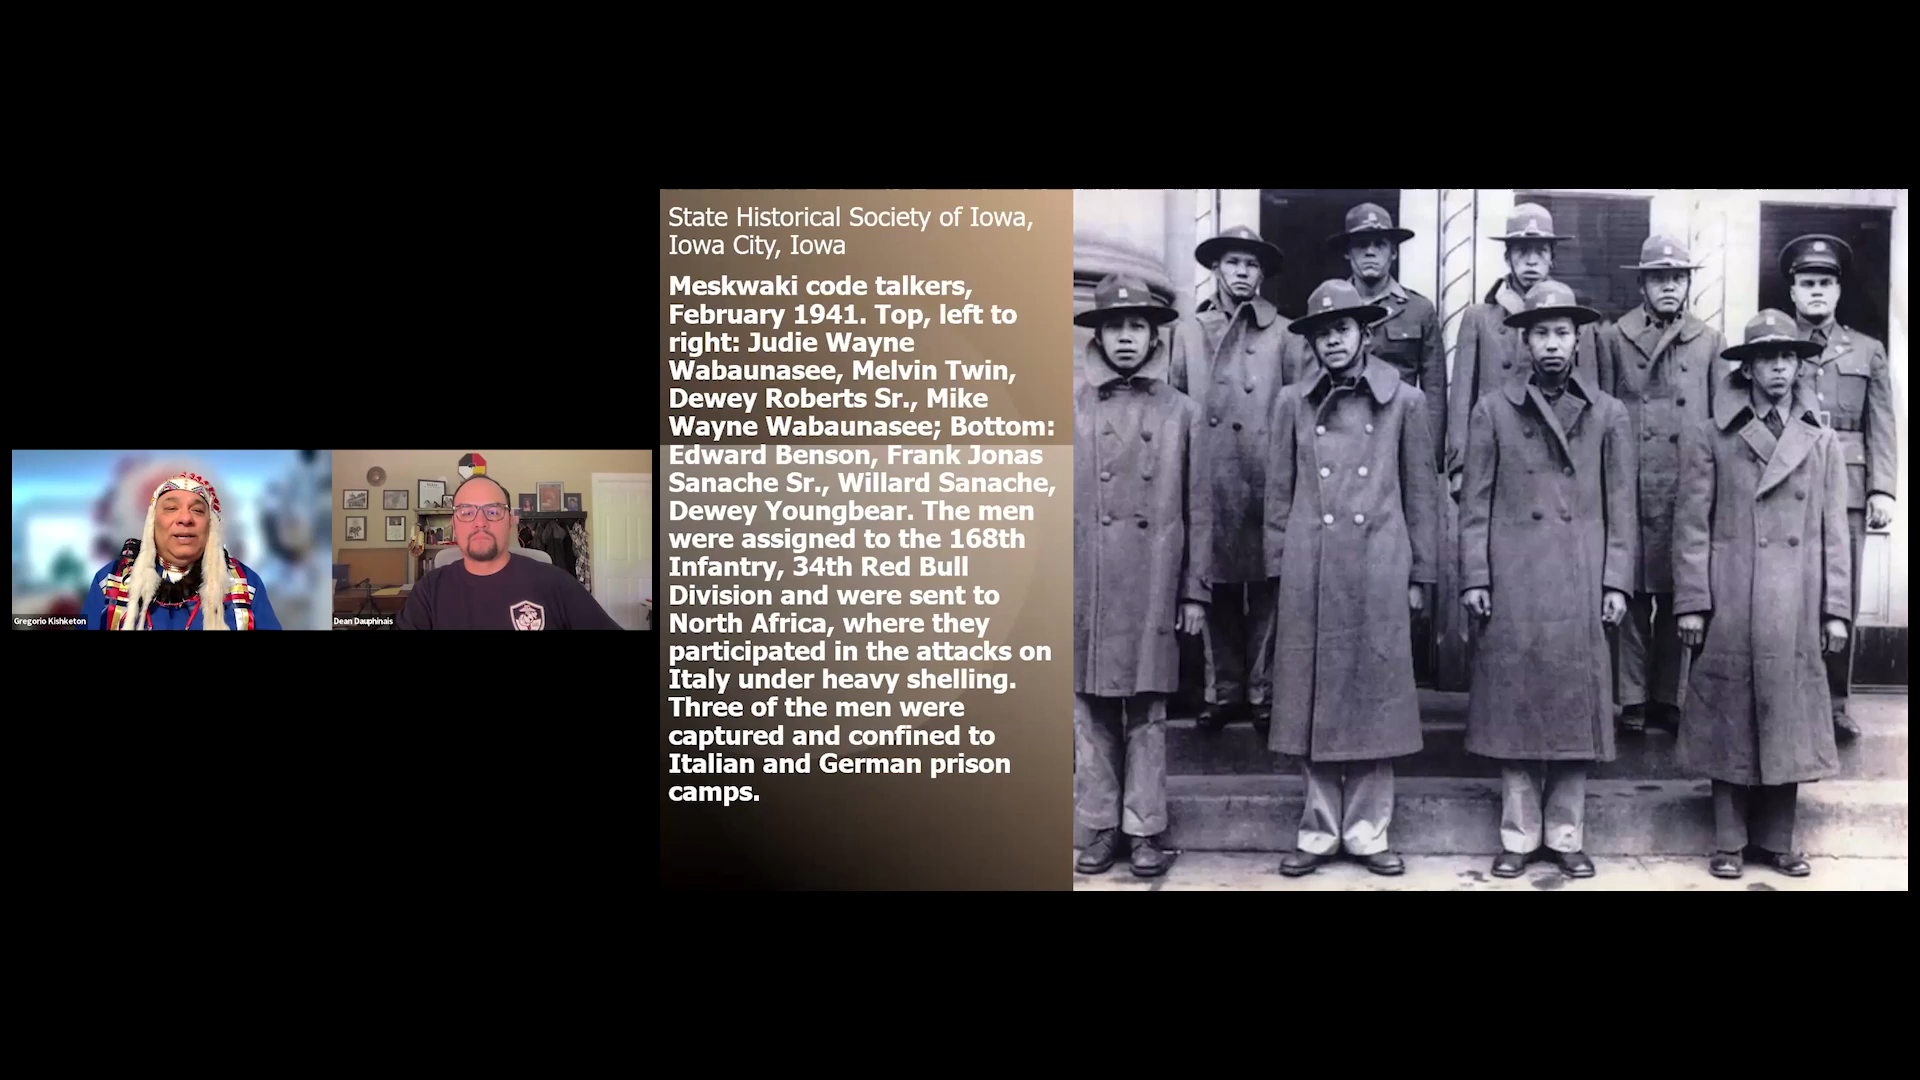 State Historical Society of Iowa,
Iowa City, Iowa
Meskwaki code talkers,
February 1941. Top, left to
right: Judie Wayne
Wabaunasee, Melvin Twin,
Dewey Roberts Sr., Mike
Wayne Wabaunasee; Bottom:
Edward Benson, Frank Jonas
Sanache Sr., Willard Sanache,
Dewey Youngbear. The men
were assigned to the 168th
Infantry, 34th Red Bull
Division and were sent to
North Africa, where they
participated in the attacks on
Italy under heavy shelling.
Three of the men were
captured and confined to
Italian and German prison
camps.
Gregorio Kishketon
Dean Dauphinais